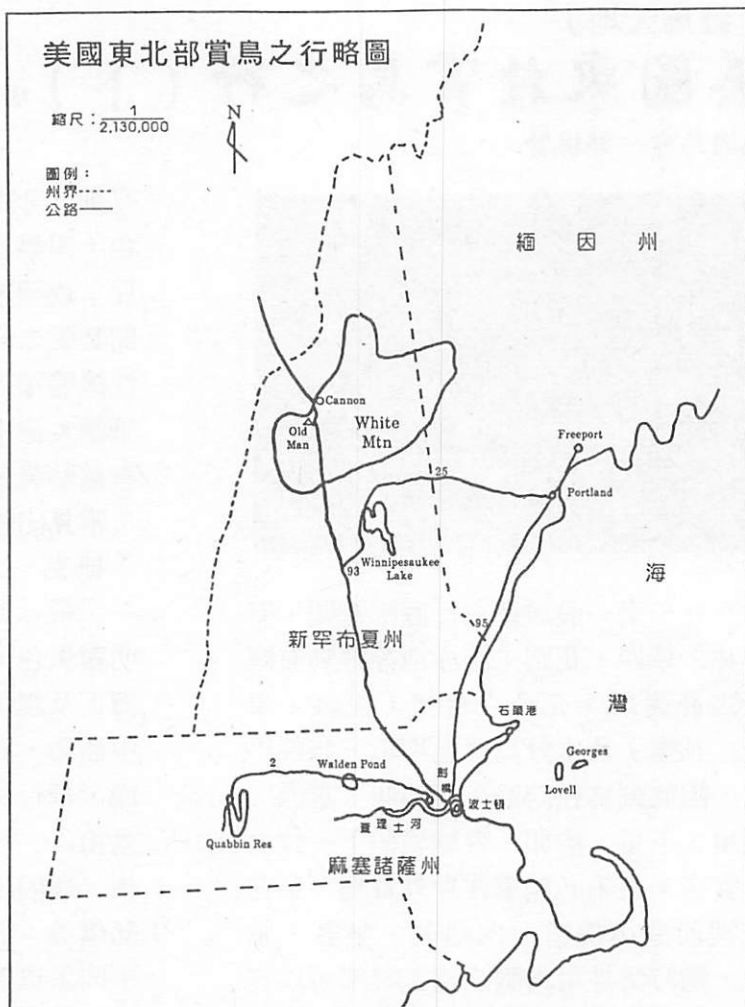 美國東北部賞鳥之行略圖
縮尺：1/2,130,000
N
圖例：
州界-----
公路——
緬因州
Cannon
Old
Man
White
Mtn
Freeport
25
Portland
Winnipesaukee
Lake
93
海
95
新罕布夏州
石頭港
灣
Georges
Lovell
2
Walden Pond
劍橋
波士頓
Quabbin Res
查理士河
麻塞諸薩州